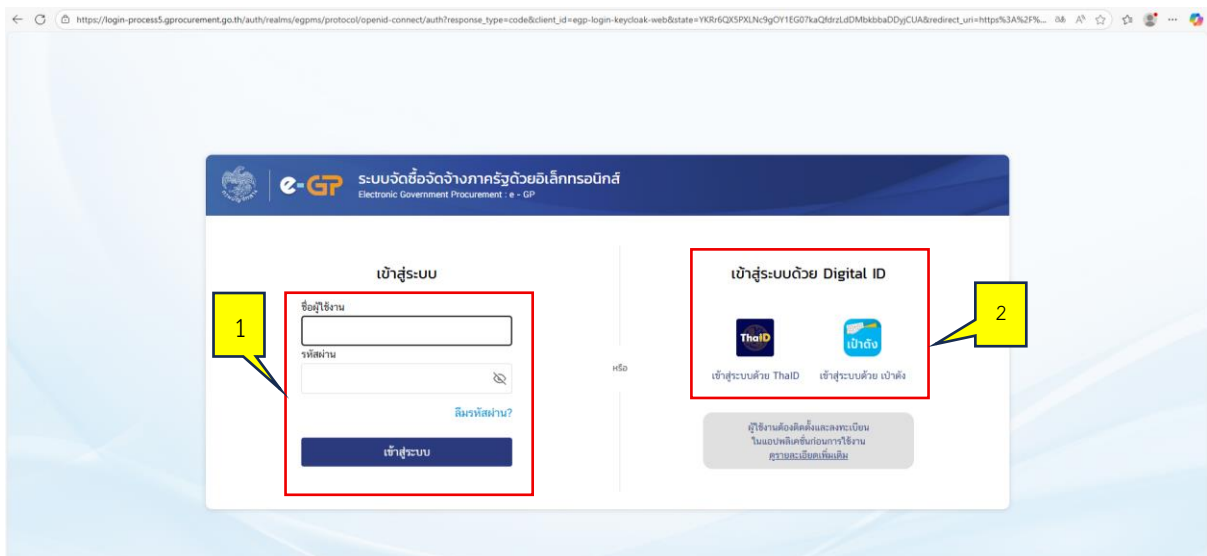 https://login-process5.gprocurement.go.th/auth/realms/egpms/protocol/openid-connect/auth?response_type=code&client_id=egp-login-keycloak-web&state=YKRr6QX5PXLNc9gOY1EG07kaQfdrzLdDMbkbbaDDyjCUA&redirect_uri=https%3A%2F%...
e-GP
ระบบจัดซื้อจัดจ้างภาครัฐด้วยอิเล็กทรอนิกส์
Electronic Government Procurement : e - GP
เข้าสู่ระบบ
1
ชื่อผู้ใช้งาน
รหัสผ่าน
ลืมรหัสผ่าน?
เข้าสู่ระบบ
หรือ
เข้าสู่ระบบด้วย Digital ID
2
ThaID
เป๋าตัง
เข้าสู่ระบบด้วย ThaID
เข้าสู่ระบบด้วย เป๋าตัง
ผู้ใช้งานต้องติดตั้งและลงทะเบียน
ในแอปพลิเคชั่นก่อนการใช้งาน
ดูรายละเอียดเพิ่มเติม